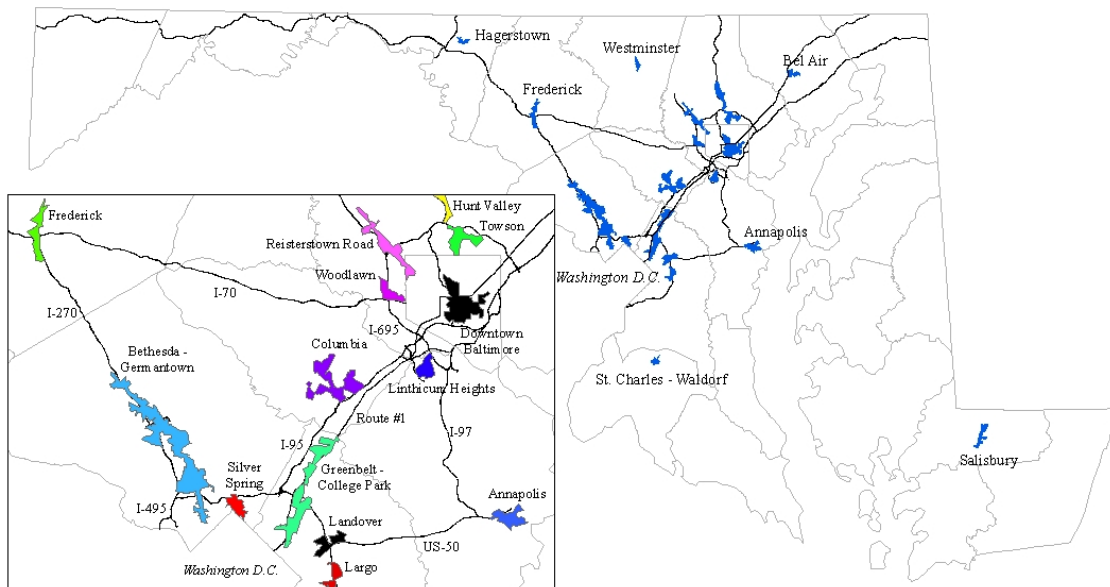 Hagerstown
Westminster
Bel Air
Frederick
Annapolis
Washington D.C.
St. Charles - Waldorf
Salisbury
Frederick
Hunt Valley
Towson
Reisterstown Road
Woodlawn
I-70
I-270
I-695
Downtown
Baltimore
Columbia
Bethesda -
Germantown
Linthicum Heights
Route #1
I-97
I-95
Silver
Spring
Greenbelt -
College Park
Annapolis
I-495
Landover
US-50
Washington D.C.
Largo